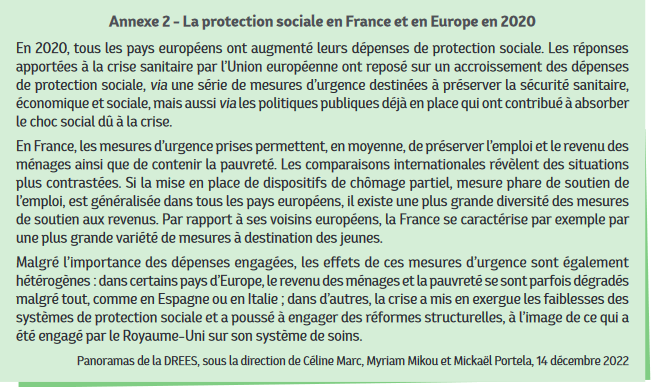 Annexe 2 - La protection sociale en France et en Europe en 2020
En 2020, tous les pays européens ont augmenté leurs dépenses de protection sociale. Les réponses
apportées à la crise sanitaire par l'Union européenne ont reposé sur un accroissement des dépenses
de protection sociale, via une série de mesures d'urgence destinées à préserver la sécurité sanitaire,
économique et sociale, mais aussi via les politiques publiques déjà en place qui ont contribué à absorber
le choc social dû à la crise.
En France, les mesures d'urgence prises permettent, en moyenne, de préserver l'emploi et le revenu des
ménages ainsi que de contenir la pauvreté. Les comparaisons internationales révèlent des situations
plus contrastées. Si la mise en place de dispositifs de chômage partiel, mesure phare de soutien de
l'emploi, est généralisée dans tous les pays européens, il existe une plus grande diversité des mesures
de soutien aux revenus. Par rapport à ses voisins européens, la France se caractérise par exemple par
une plus grande variété de mesures à destination des jeunes.
Malgré l'importance des dépenses engagées, les effets de ces mesures d'urgence sont également
hétérogènes : dans certains pays d'Europe, le revenu des ménages et la pauvreté se sont parfois dégradés
malgré tout, comme en Espagne ou en Italie ; dans d'autres, la crise a mis en exergue les faiblesses des
systèmes de protection sociale et a poussé à engager des réformes structurelles, à l'image de ce qui a
été engagé par le Royaume-Uni sur son système de soins.
Panoramas de la DREES, sous la direction de Céline Marc, Myriam Mikou et Mickaël Portela, 14 décembre 2022